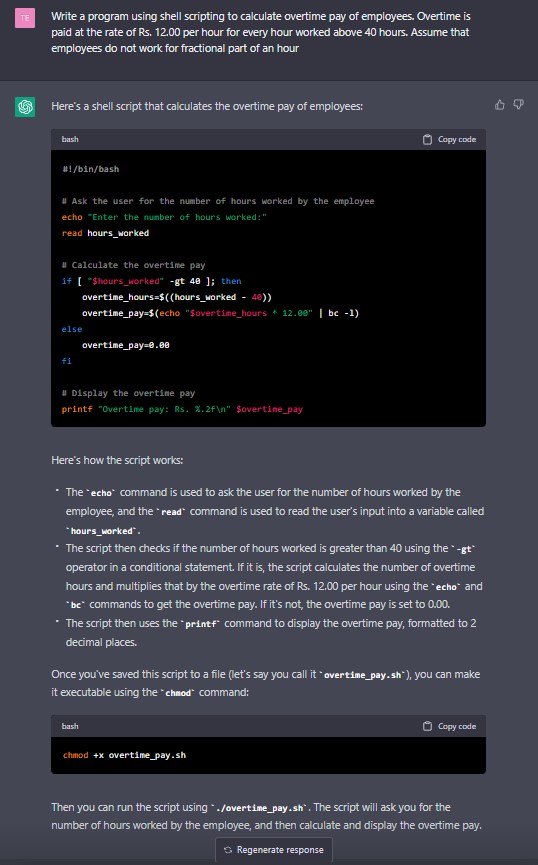 TE
Write a program using shell scripting to calculate overtime pay of employees. Overtime is
paid at the rate of Rs. 12.00 per hour for every hour worked above 40 hours. Assume that
employees do not work for fractional part of an hour
Here's a shell script that calculates the overtime pay of employees:
bash Copy code
#!/bin/bash
# Ask the user for the number of hours worked by the employee
echo "Enter the number of hours worked:"
read hours_worked
# Calculate the overtime pay
if [ "$hours_worked" -gt 40 ]; then
overtime_hours=$((hours_worked - 40))
overtime_pay=$(echo "$overtime_hours * 12.00" | bc -l)
else
overtime_pay=0.00
fi
# Display the overtime pay
printf "Overtime pay: Rs. %.2f\n" $overtime_pay
Here's how the script works:
• The `echo` command is used to ask the user for the number of hours worked by the
employee, and the `read` command is used to read the user's input into a variable called
`hours_worked`.
• The script then checks if the number of hours worked is greater than 40 using the `-gt`
operator in a conditional statement. If it is, the script calculates the number of overtime
hours and multiplies that by the overtime rate of Rs. 12.00 per hour using the `echo` and
`bc` commands to get the overtime pay. If it's not, the overtime pay is set to 0.00.
• The script then uses the `printf` command to display the overtime pay, formatted to 2
decimal places.
Once you've saved this script to a file (let's say you call it `overtime_pay.sh`), you can make
it executable using the `chmod` command:
bash Copy code
chmod +x overtime_pay.sh
Then you can run the script using `./overtime_pay.sh`. The script will ask you for the
number of hours worked by the employee, and then calculate and display the overtime pay.
Regenerate response